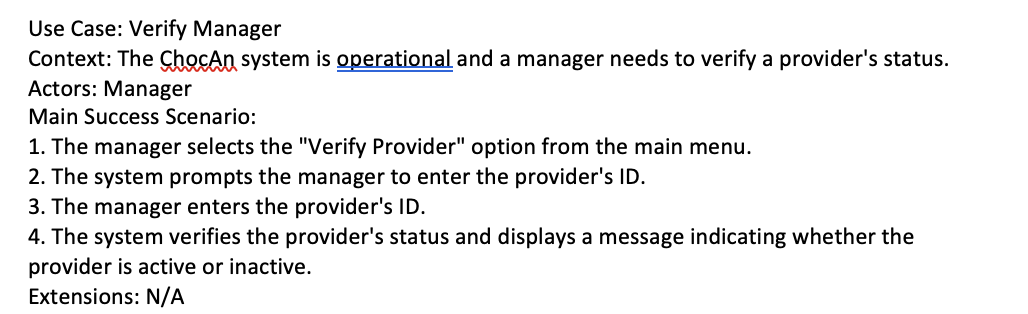 Use Case: Verify Manager
Context: The ChocAn system is operational and a manager needs to verify a provider's status.
Actors: Manager
Main Success Scenario:
1. The manager selects the "Verify Provider" option from the main menu.
2. The system prompts the manager to enter the provider's ID.
3. The manager enters the provider's ID.
4. The system verifies the provider's status and displays a message indicating whether the
provider is active or inactive.
Extensions: N/A